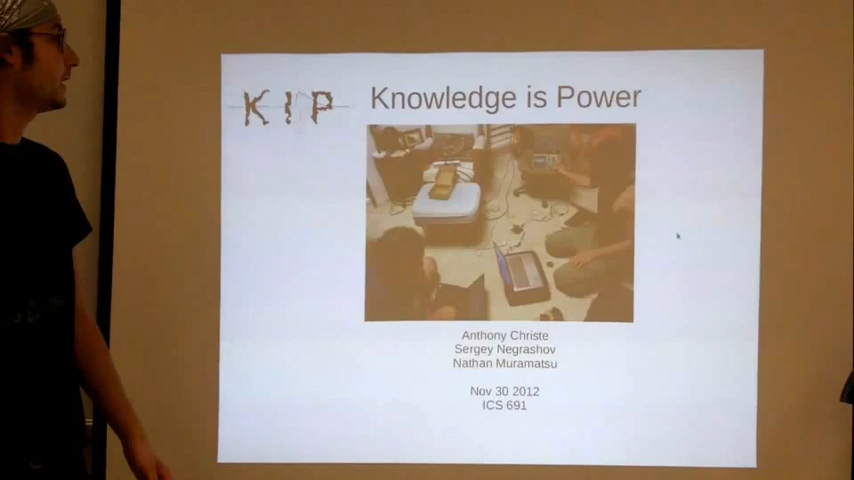 KIP
Knowledge is Power
Anthony Christe
Sergey Negrashov
Nathan Muramatsu
Nov 30 2012
ICS 691